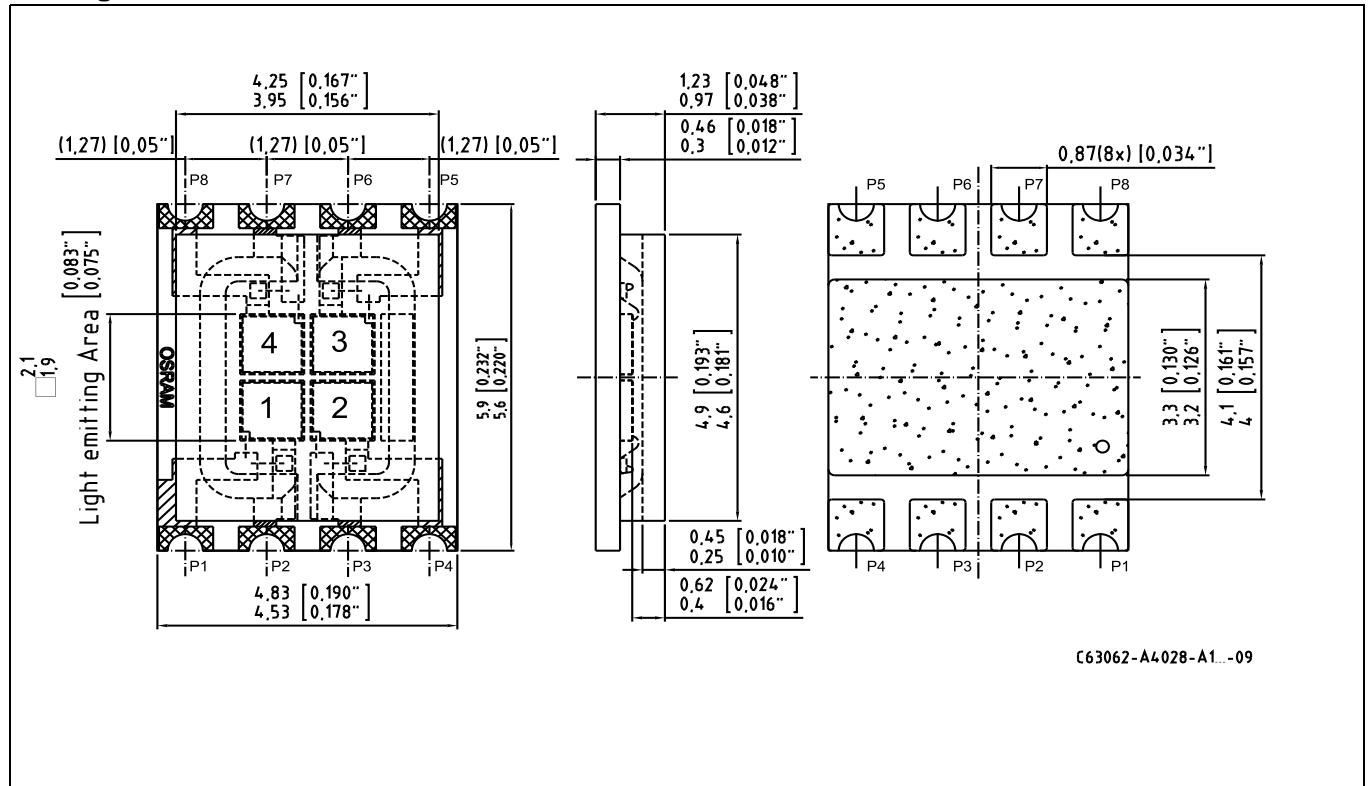 4,25 [0,167"]
3,95 [0,156"]
(1,27) [0,05"]
(1,27) [0,05"]
(1,27) [0,05"]
P8
P7
P6
P5
2,1 [0,083"]
□1,9 [0,075"]
Light emitting Area
OSRAM
4
3
1
2
5,9 [0,232"]
5,6 [0,220"]
P1
P2
P3
P4
4,83 [0,190"]
4,53 [0,178"]
1,23 [0,048"]
0,97 [0,038"]
0,46 [0,018"]
0,3 [0,012"]
4,9 [0,193"]
4,6 [0,181"]
0,45 [0,018"]
0,25 [0,010"]
0,62 [0,024"]
0,4 [0,016"]
0,87(8x) [0,034"]
P5
P6
P7
P8
3,3 [0,130"]
3,2 [0,126"]
4,1 [0,161"]
4 [0,157"]
P4
P3
P2
P1
C63062-A4028-A1...-09